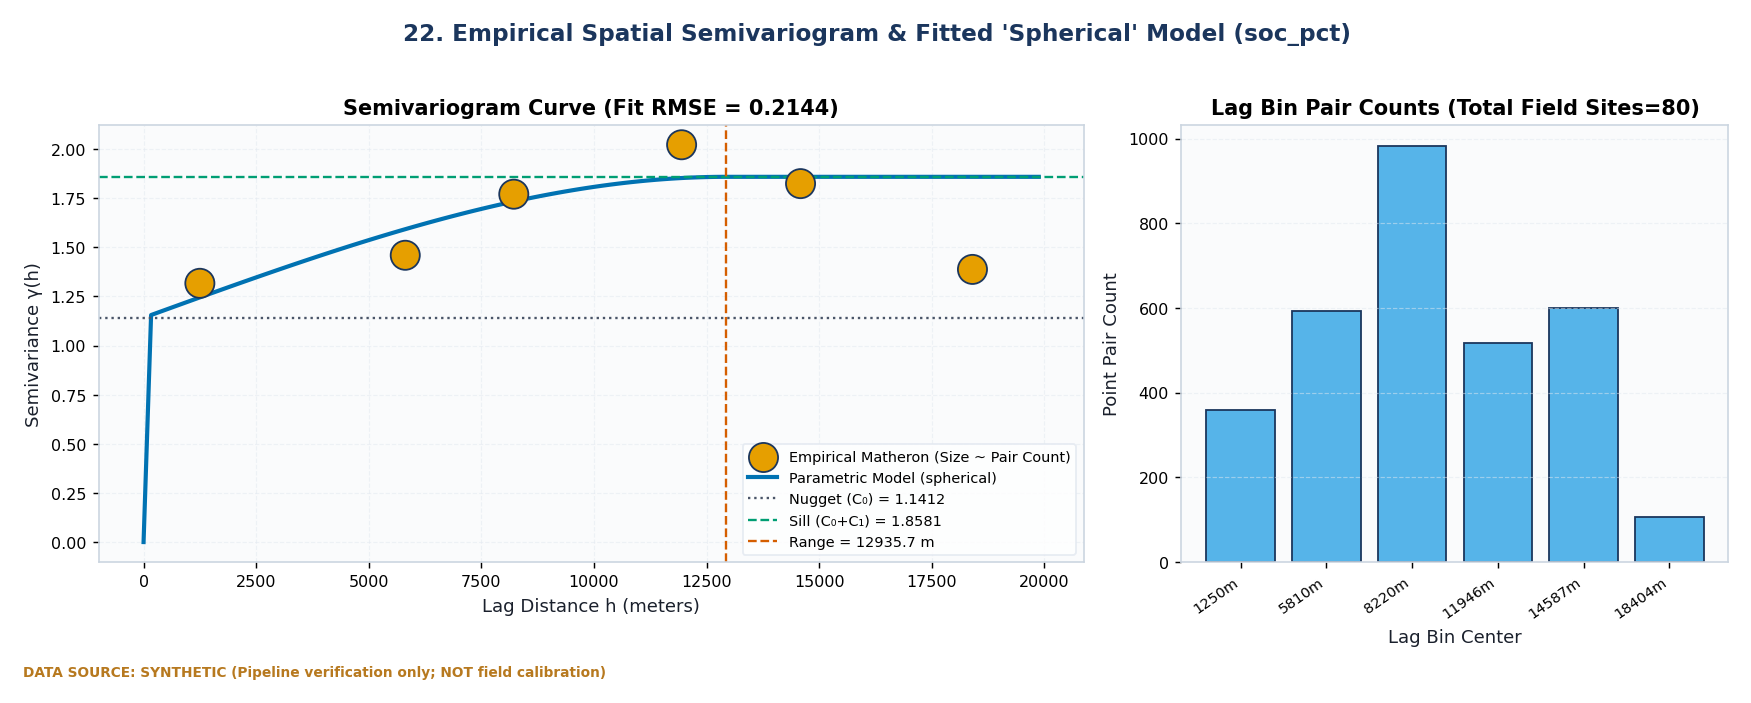 22. Empirical Spatial Semivariogram & Fitted 'Spherical' Model (soc_pct)
Semivariogram Curve (Fit RMSE = 0.2144)
Semivariance γ(h)
2.00
1.75
1.50
1.25
1.00
0.75
0.50
0.25
0.00
Empirical Matheron (Size ~ Pair Count)
Parametric Model (spherical)
Nugget (C₀) = 1.1412
Sill (C₀+C₁) = 1.8581
Range = 12935.7 m
0 2500 5000 7500 10000 12500 15000 17500 20000
Lag Distance h (meters)
Lag Bin Pair Counts (Total Field Sites=80)
Point Pair Count
1000
800
600
400
200
0
1250m 5810m 8220m 11946m 14587m 18404m
Lag Bin Center
DATA SOURCE: SYNTHETIC (Pipeline verification only; NOT field calibration)